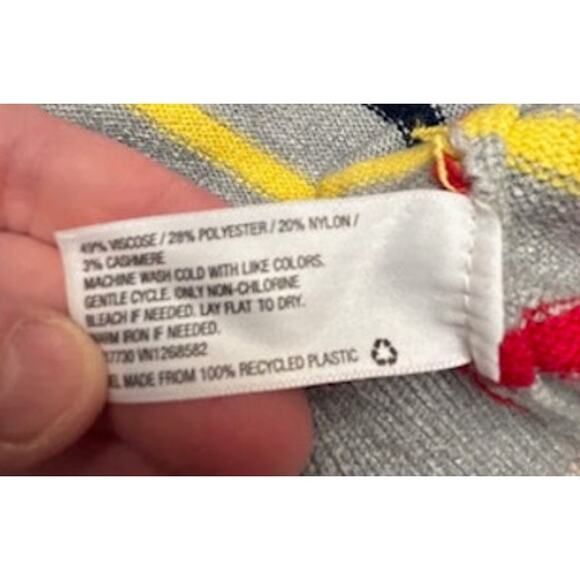 49% VISCOSE / 28% POLYESTER / 20% NYLON /
3% CASHMERE
MACHINE WASH COLD WITH LIKE COLORS.
GENTLE CYCLE. ONLY NON-CHLORINE
BLEACH IF NEEDED. LAY FLAT TO DRY.
IRON IF NEEDED.
VN1268582
MADE FROM 100% RECYCLED PLASTIC